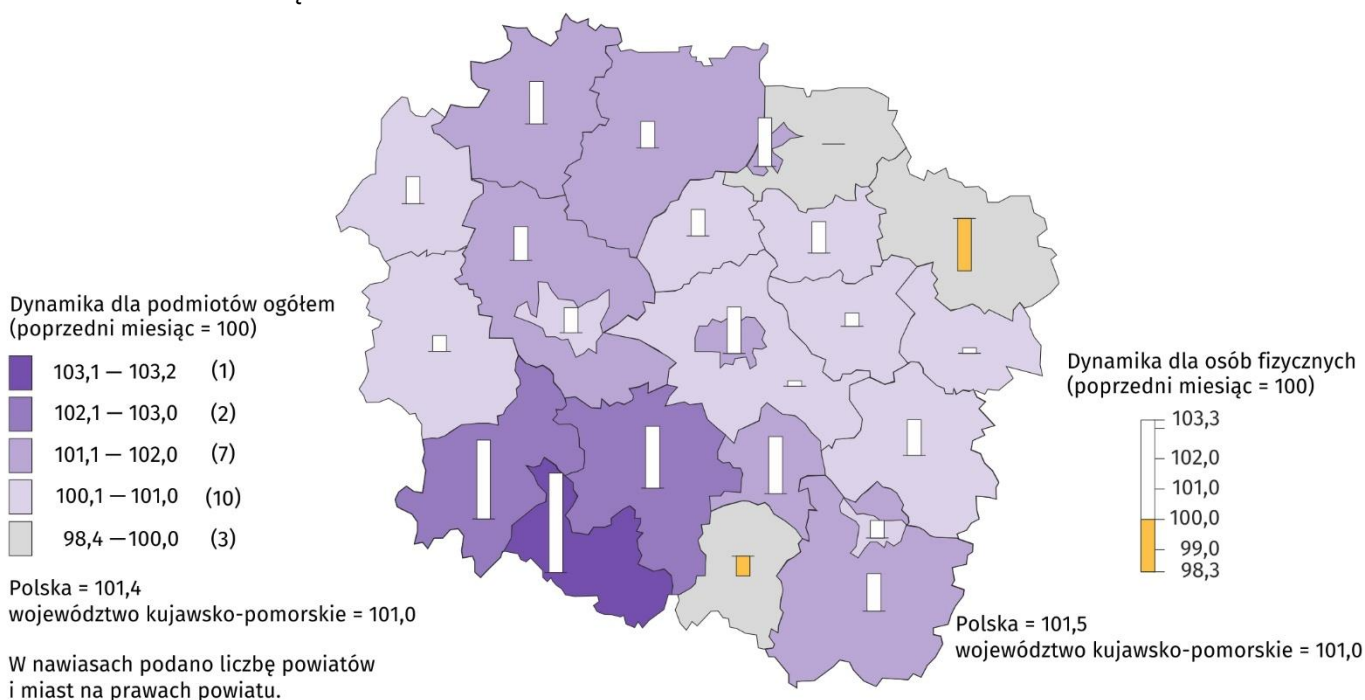 Dynamika dla podmiotów ogółem
(poprzedni miesiąc = 100)
103,1 — 103,2 (1)
102,1 — 103,0 (2)
101,1 — 102,0 (7)
100,1 — 101,0 (10)
98,4 —100,0 (3)
Polska = 101,4
województwo kujawsko-pomorskie = 101,0
W nawiasach podano liczbę powiatów
i miast na prawach powiatu.
Dynamika dla osób fizycznych
(poprzedni miesiąc = 100)
103,3
102,0
101,0
100,0
99,0
98,3
Polska = 101,5
województwo kujawsko-pomorskie = 101,0